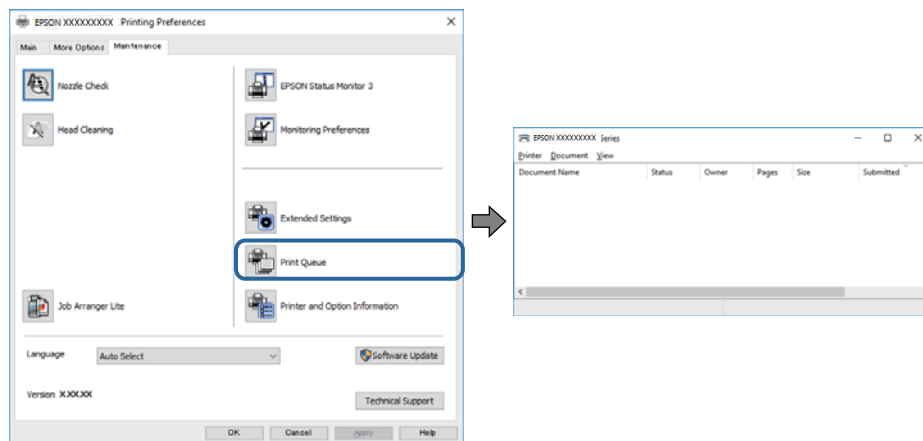 EPSON XXXXXXXXX Printing Preferences
Main More Options Maintenance
Nozzle Check
EPSON Status Monitor 3
Head Cleaning
Monitoring Preferences
Extended Settings
Print Queue
Job Arranger Lite
Printer and Option Information
Language Auto Select
Software Update
Version X.XX.XX
Technical Support
OK Cancel Apply Help
EPSON XXXXXXXXXX Series
Printer Document View
Document Name Status Owner Pages Size Submitted